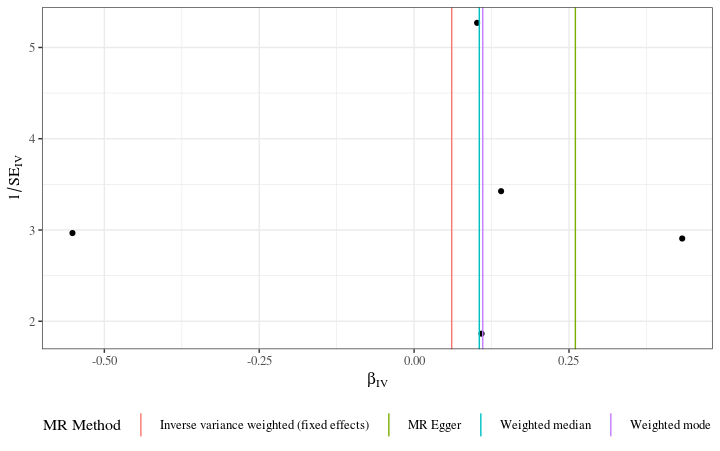 5
4
3
2
1/SE_IV
-0.50 -0.25 0.00 0.25
β_IV
MR Method Inverse variance weighted (fixed effects) MR Egger Weighted median Weighted mode